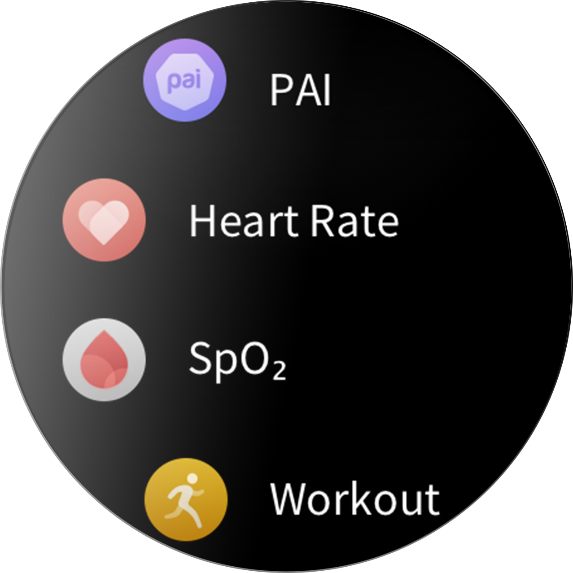 pai PAI
Heart Rate
SpO₂
Workout